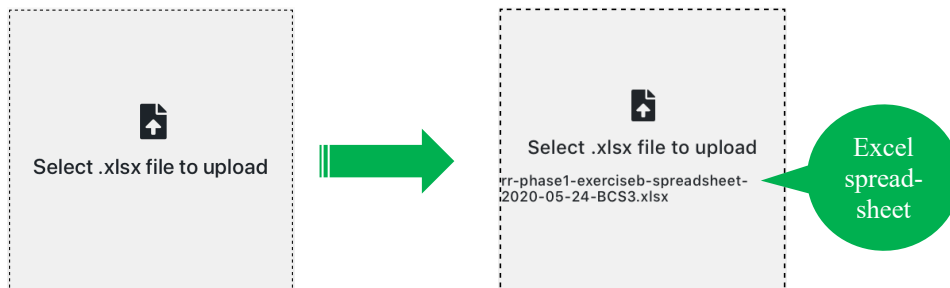 Select .xlsx file to upload
Select .xlsx file to upload
rr-phase1-exerciseb-spreadsheet-
2020-05-24-BCS3.xlsx
Excel
spread-
sheet